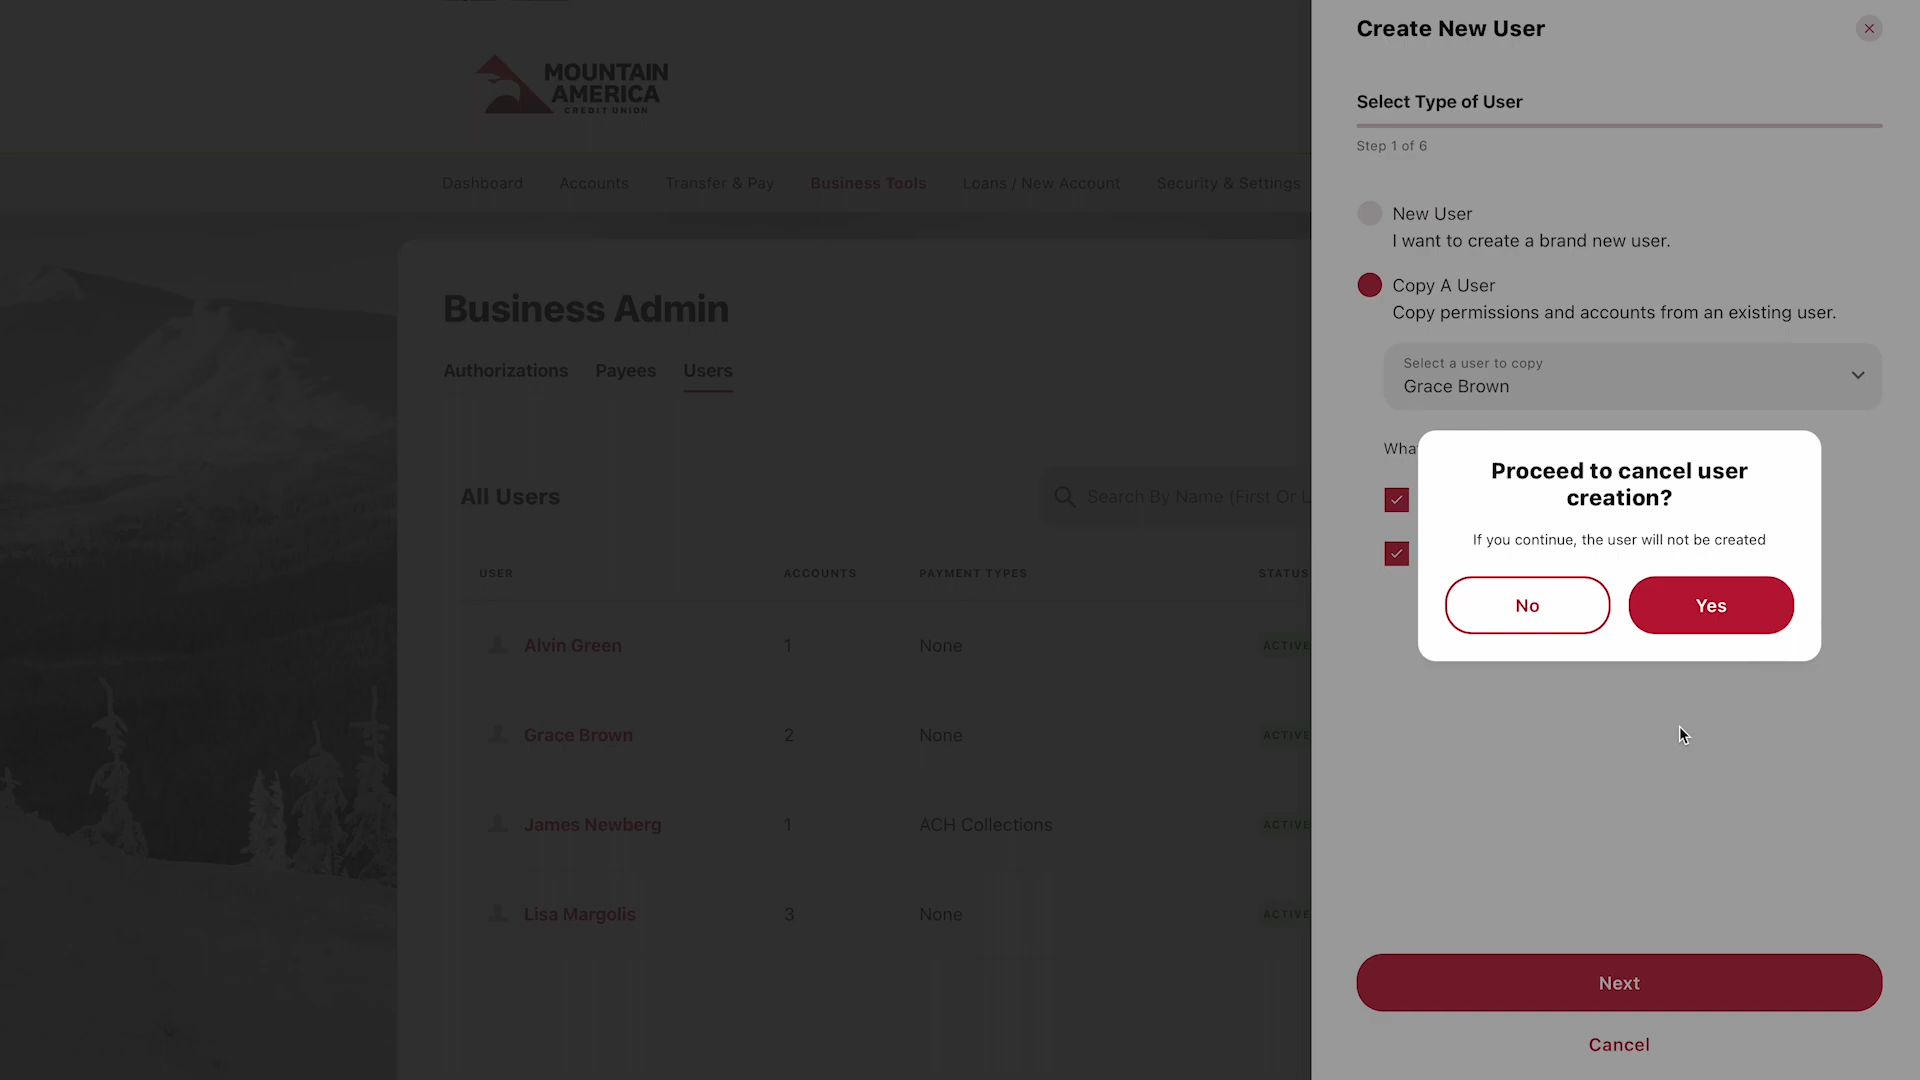 MOUNTAIN
AMERICA
CREDIT UNION
Dashboard
Accounts
Transfer & Pay
Business Tools
Loans / New Account
Security & Settings
Business Admin
Authorizations
Payees
Users
All Users
Search By Name (First Or L
USER
ACCOUNTS
PAYMENT TYPES
STATUS
Alvin Green
1
None
ACTIVE
Grace Brown
2
None
ACTIVE
James Newberg
1
ACH Collections
ACTIVE
Lisa Margolis
3
None
ACTIVE
Create New User
Select Type of User
Step 1 of 6
New User
I want to create a brand new user.
Copy A User
Copy permissions and accounts from an existing user.
Select a user to copy
Grace Brown
Wha
Proceed to cancel user
creation?
If you continue, the user will not be created
No
Yes
Next
Cancel